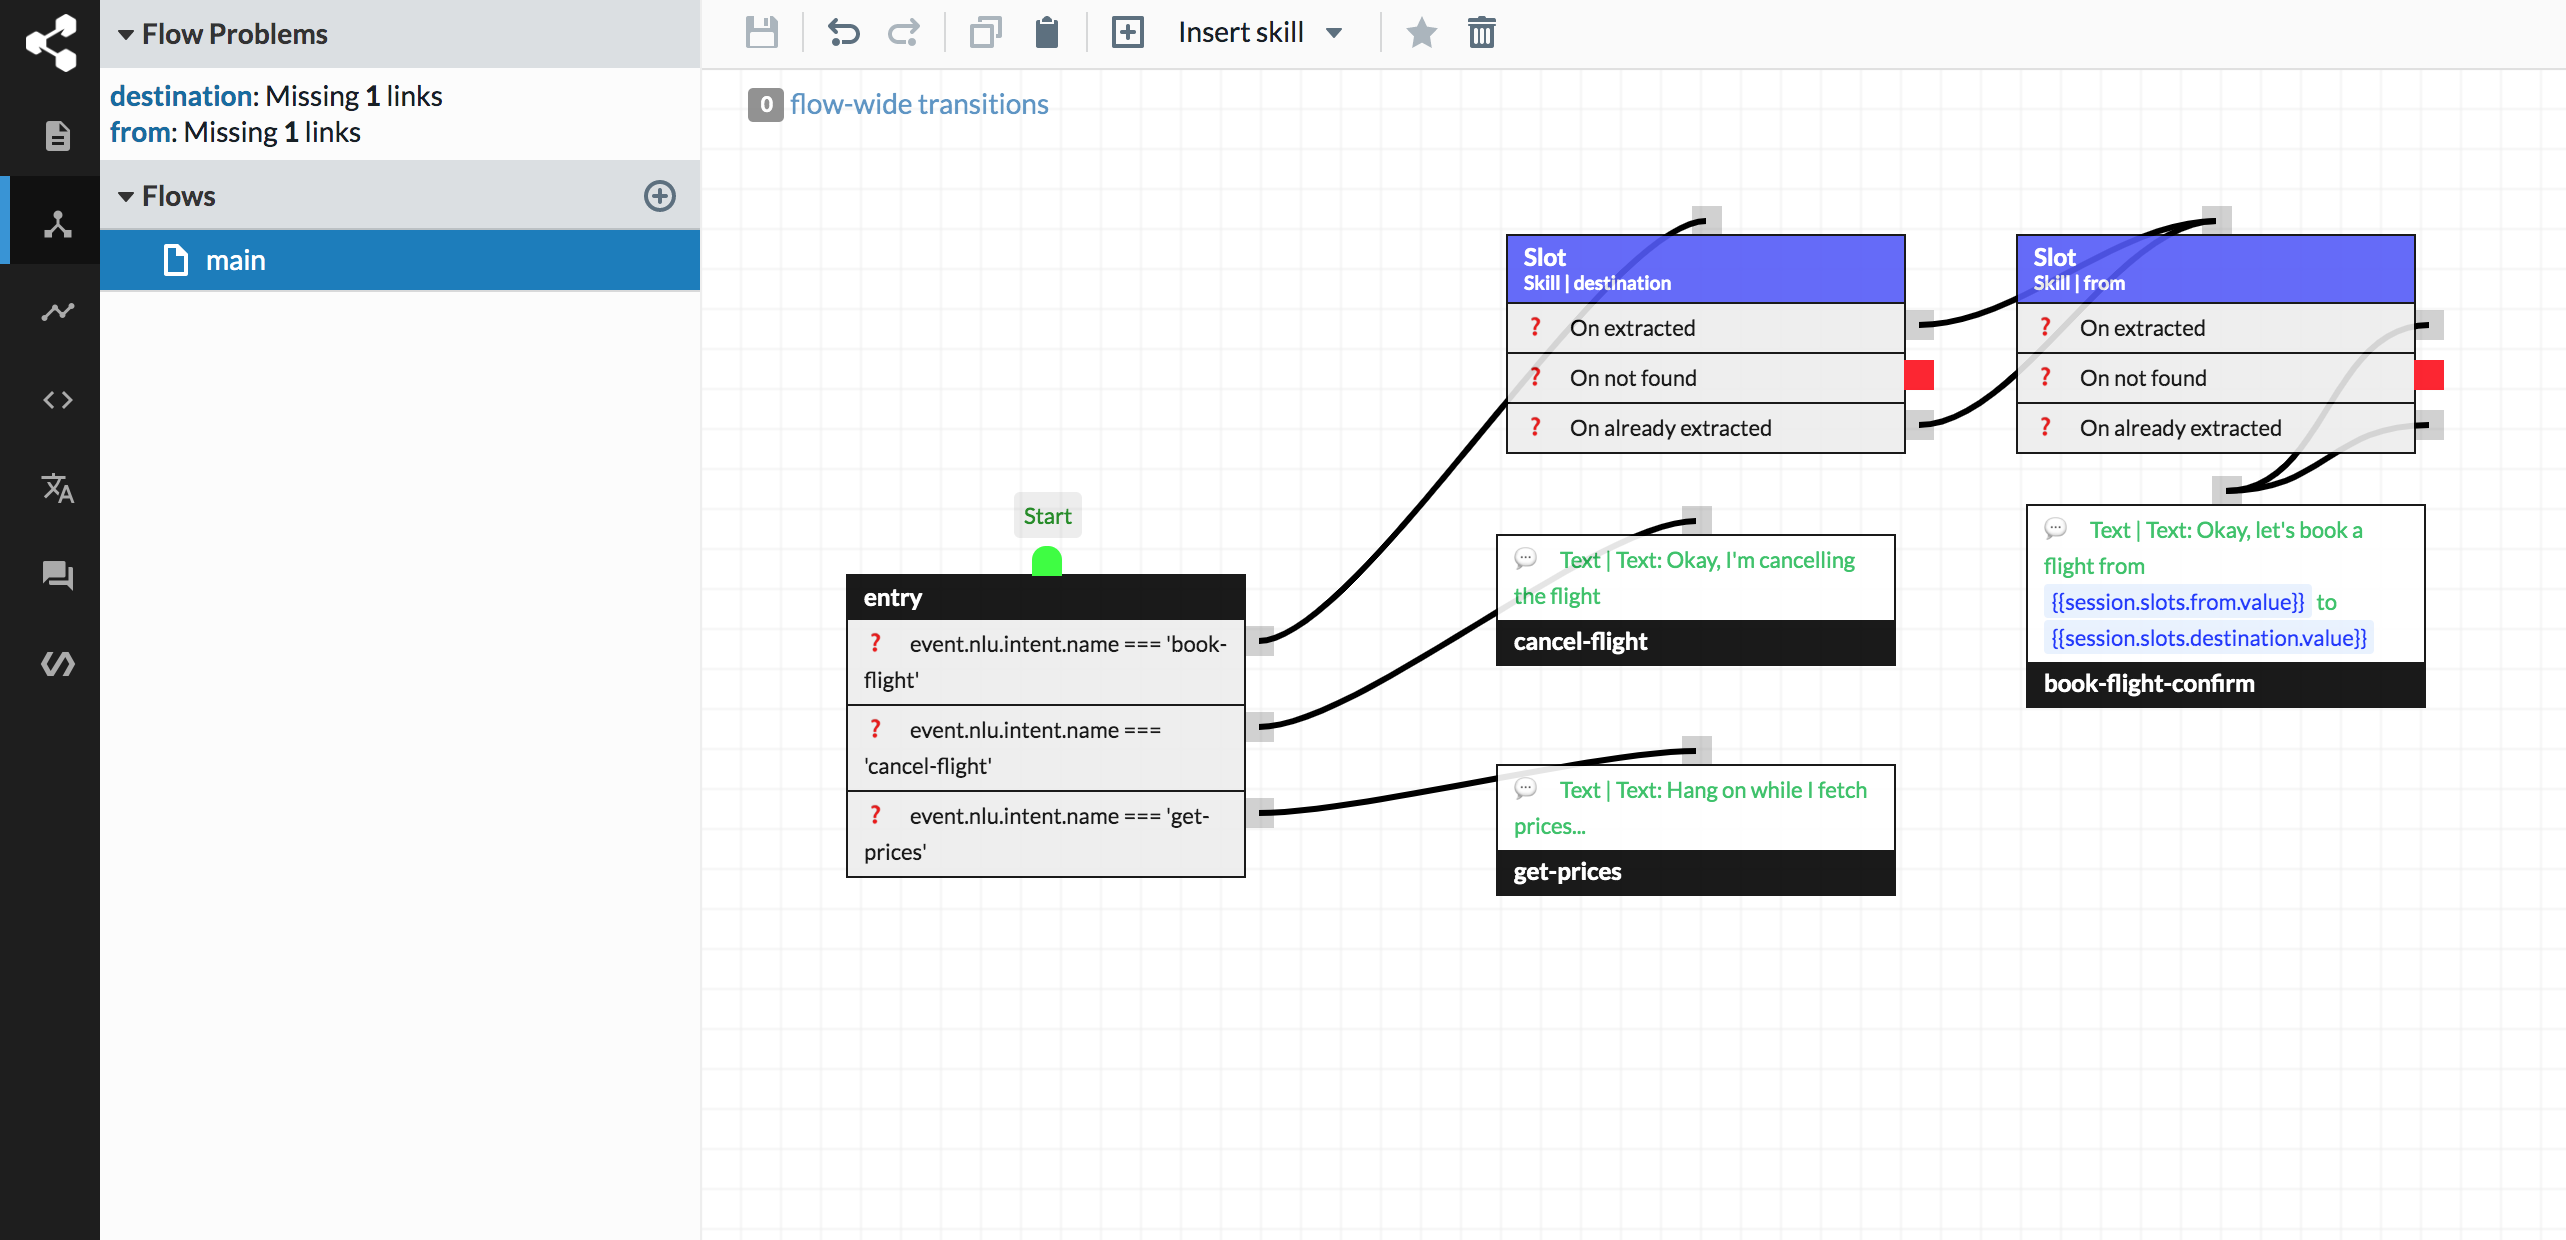 Flow Problems
destination: Missing 1 links
from: Missing 1 links
Flows
main
Insert skill
0 flow-wide transitions
Start
entry
? event.nlu.intent.name === 'book-
flight'
? event.nlu.intent.name ===
'cancel-flight'
? event.nlu.intent.name === 'get-
prices'
Slot
Skill | destination
? On extracted
? On not found
? On already extracted
Slot
Skill | from
? On extracted
? On not found
? On already extracted
Text | Text: Okay, I'm cancelling
the flight
cancel-flight
Text | Text: Okay, let's book a
flight from
{{session.slots.from.value}} to
{{session.slots.destination.value}}
book-flight-confirm
Text | Text: Hang on while I fetch
prices...
get-prices